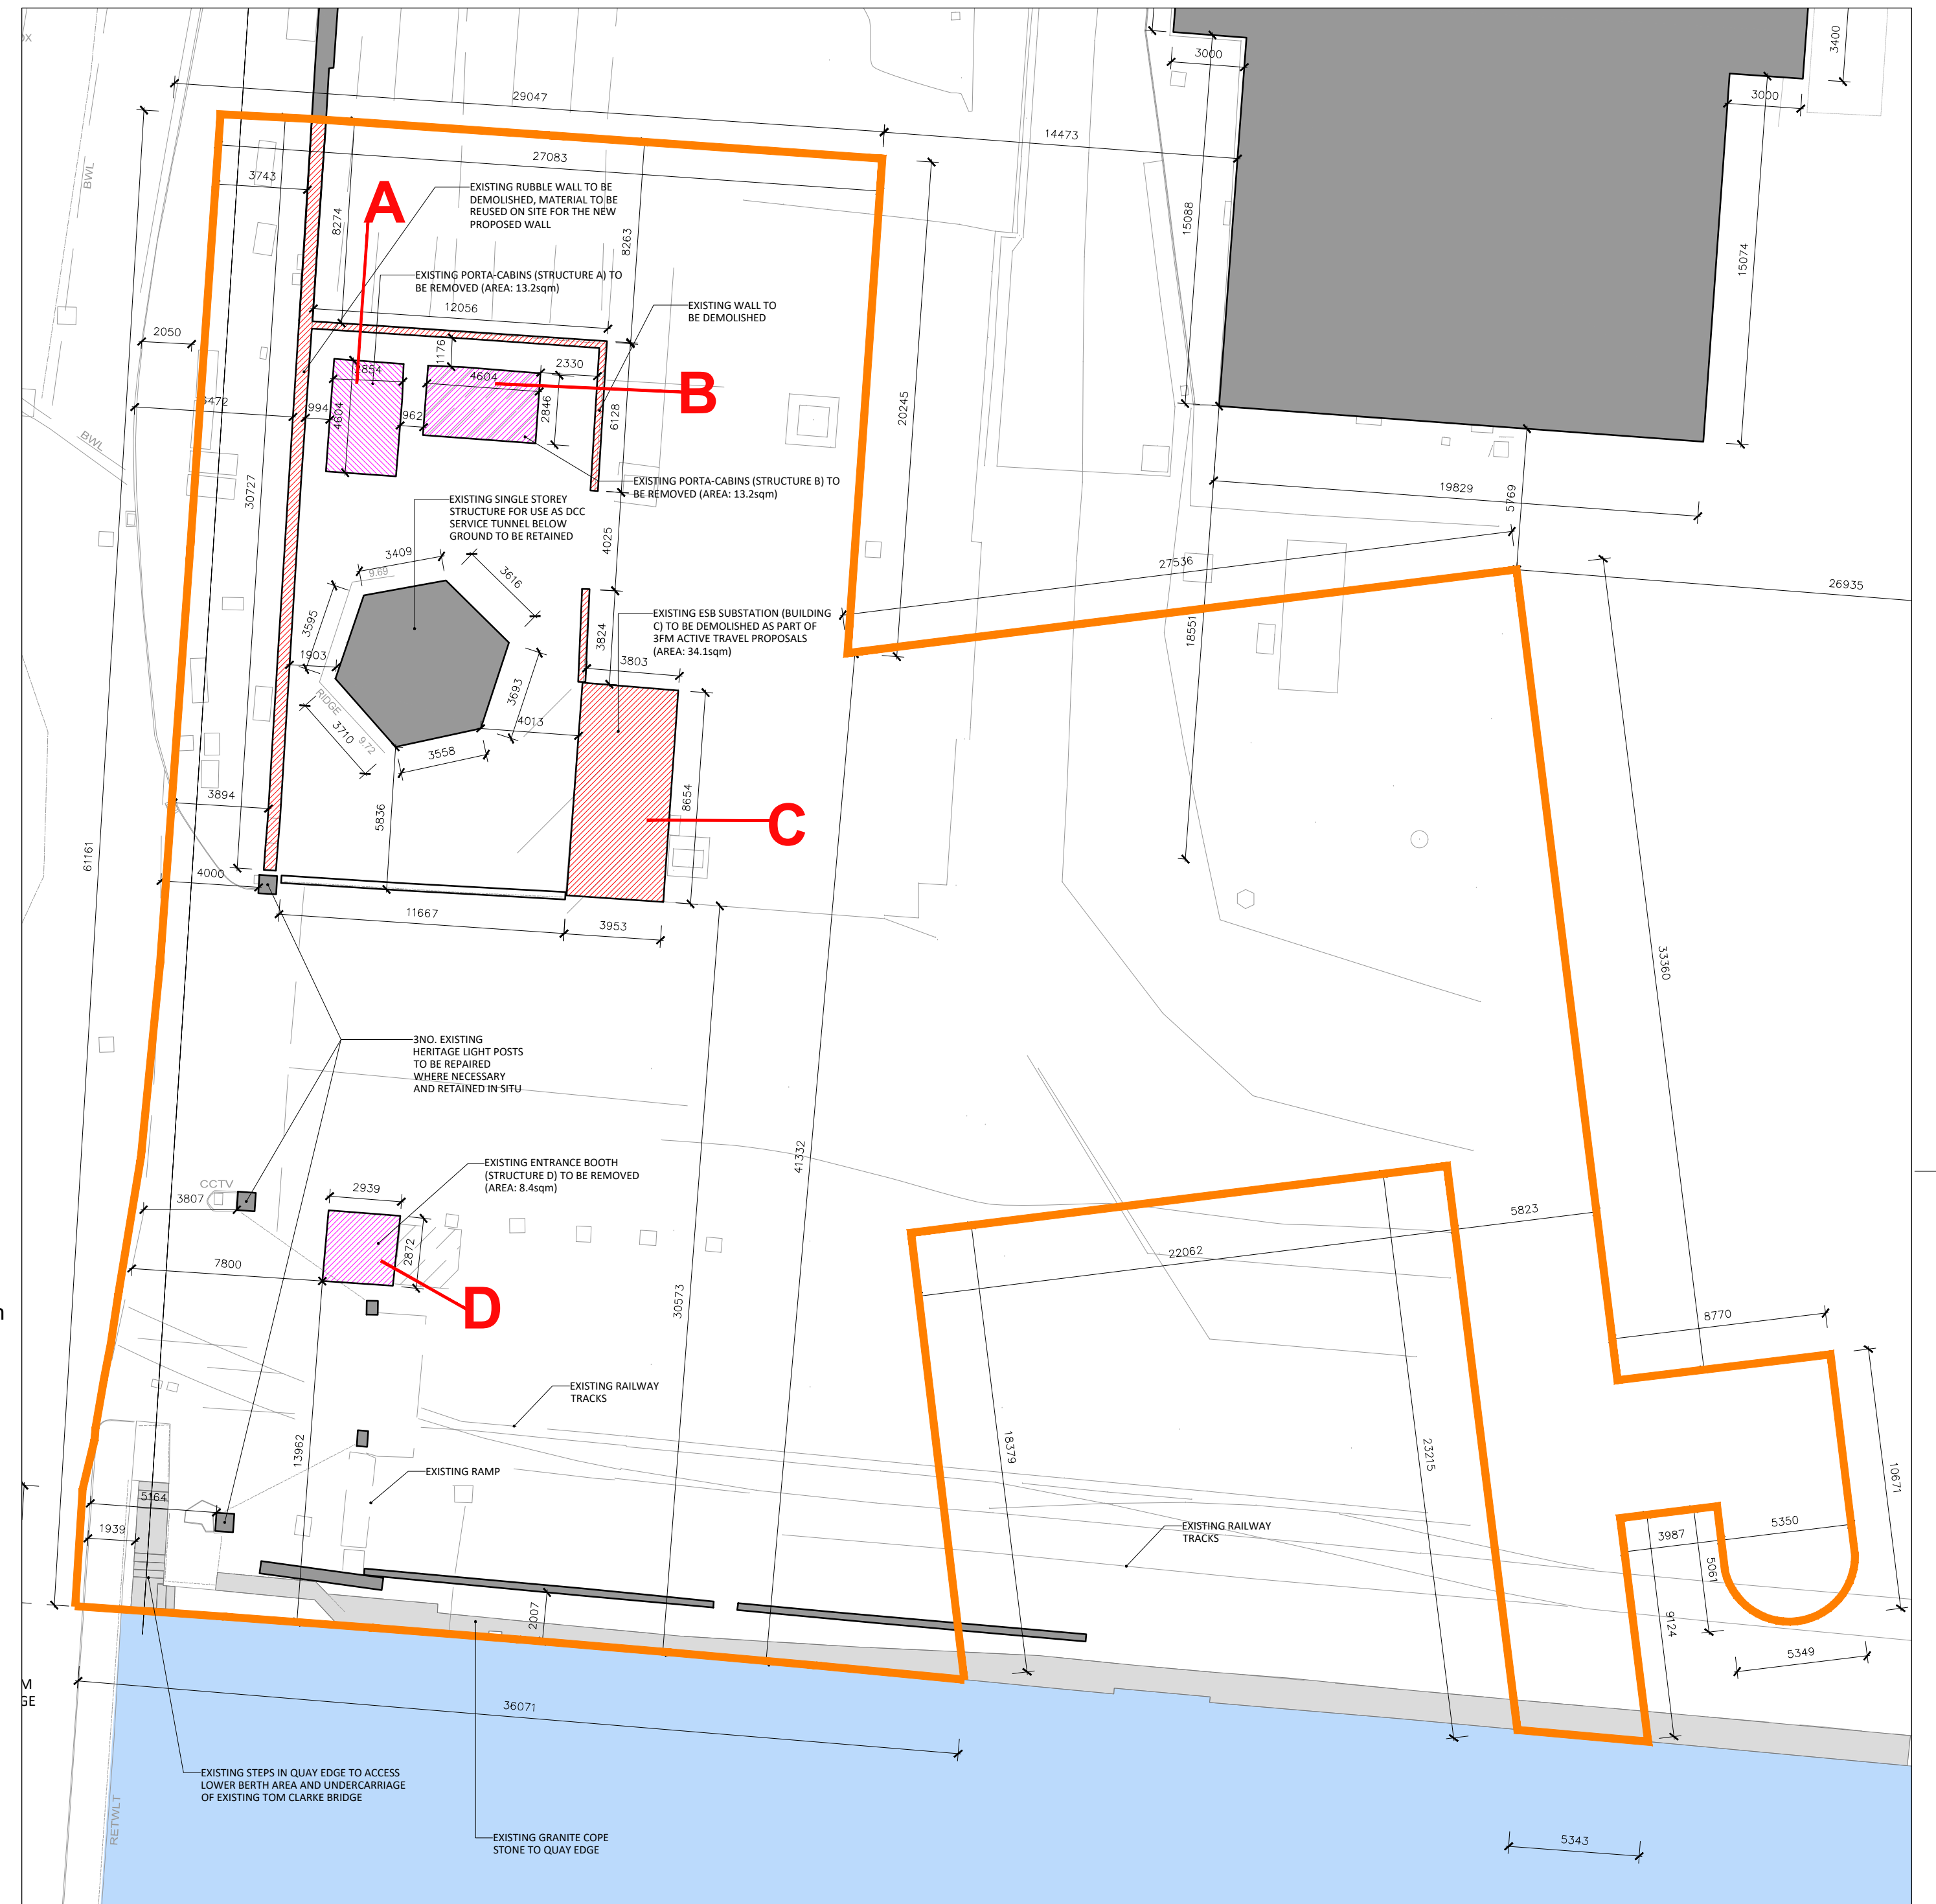 3000
3400
3000
29047
14473
27083
3743
BWL
EXISTING RUBBLE WALL TO BE
DEMOLISHED, MATERIAL TO BE
REUSED ON SITE FOR THE NEW
PROPOSED WALL
A
8274
8263
15088
15074
EXISTING PORTA-CABINS (STRUCTURE A) TO
BE REMOVED (AREA: 13.2sqm)
12056
EXISTING WALL TO
BE DEMOLISHED
2050
1176
2330
2854
4604
B
6472
994
4604
962
2846
6128
20245
BWL
EXISTING PORTA-CABINS (STRUCTURE B) TO
BE REMOVED (AREA: 13.2sqm)
30727
EXISTING SINGLE STOREY
STRUCTURE FOR USE AS DCC
SERVICE TUNNEL BELOW
GROUND TO BE RETAINED
19829
5769
4025
3409
9.69
3616
27536
26935
3595
EXISTING ESB SUBSTATION (BUILDING
C) TO BE DEMOLISHED AS PART OF
3FM ACTIVE TRAVEL PROPOSALS
(AREA: 34.1sqm)
18551
3824
1903
3803
RIDGE
3693
3710
9.72
4013
3558
3894
5836
8654
C
61161
4000
11667
3953
33360
3NO. EXISTING
HERITAGE LIGHT POSTS
TO BE REPAIRED
WHERE NECESSARY
AND RETAINED IN SITU
41332
EXISTING ENTRANCE BOOTH
(STRUCTURE D) TO BE REMOVED
(AREA: 8.4sqm)
CCTV
2939
3807
2872
5823
22062
7800
D
30573
8770
EXISTING RAILWAY
TRACKS
13962
18379
23215
10671
EXISTING RAMP
5164
1939
EXISTING RAILWAY
TRACKS
3987
5350
5061
2007
9124
5349
36071
EXISTING STEPS IN QUAY EDGE TO ACCESS
LOWER BERTH AREA AND UNDERCARRIAGE
OF EXISTING TOM CLARKE BRIDGE
RETWLT
EXISTING GRANITE COPE
STONE TO QUAY EDGE
5343